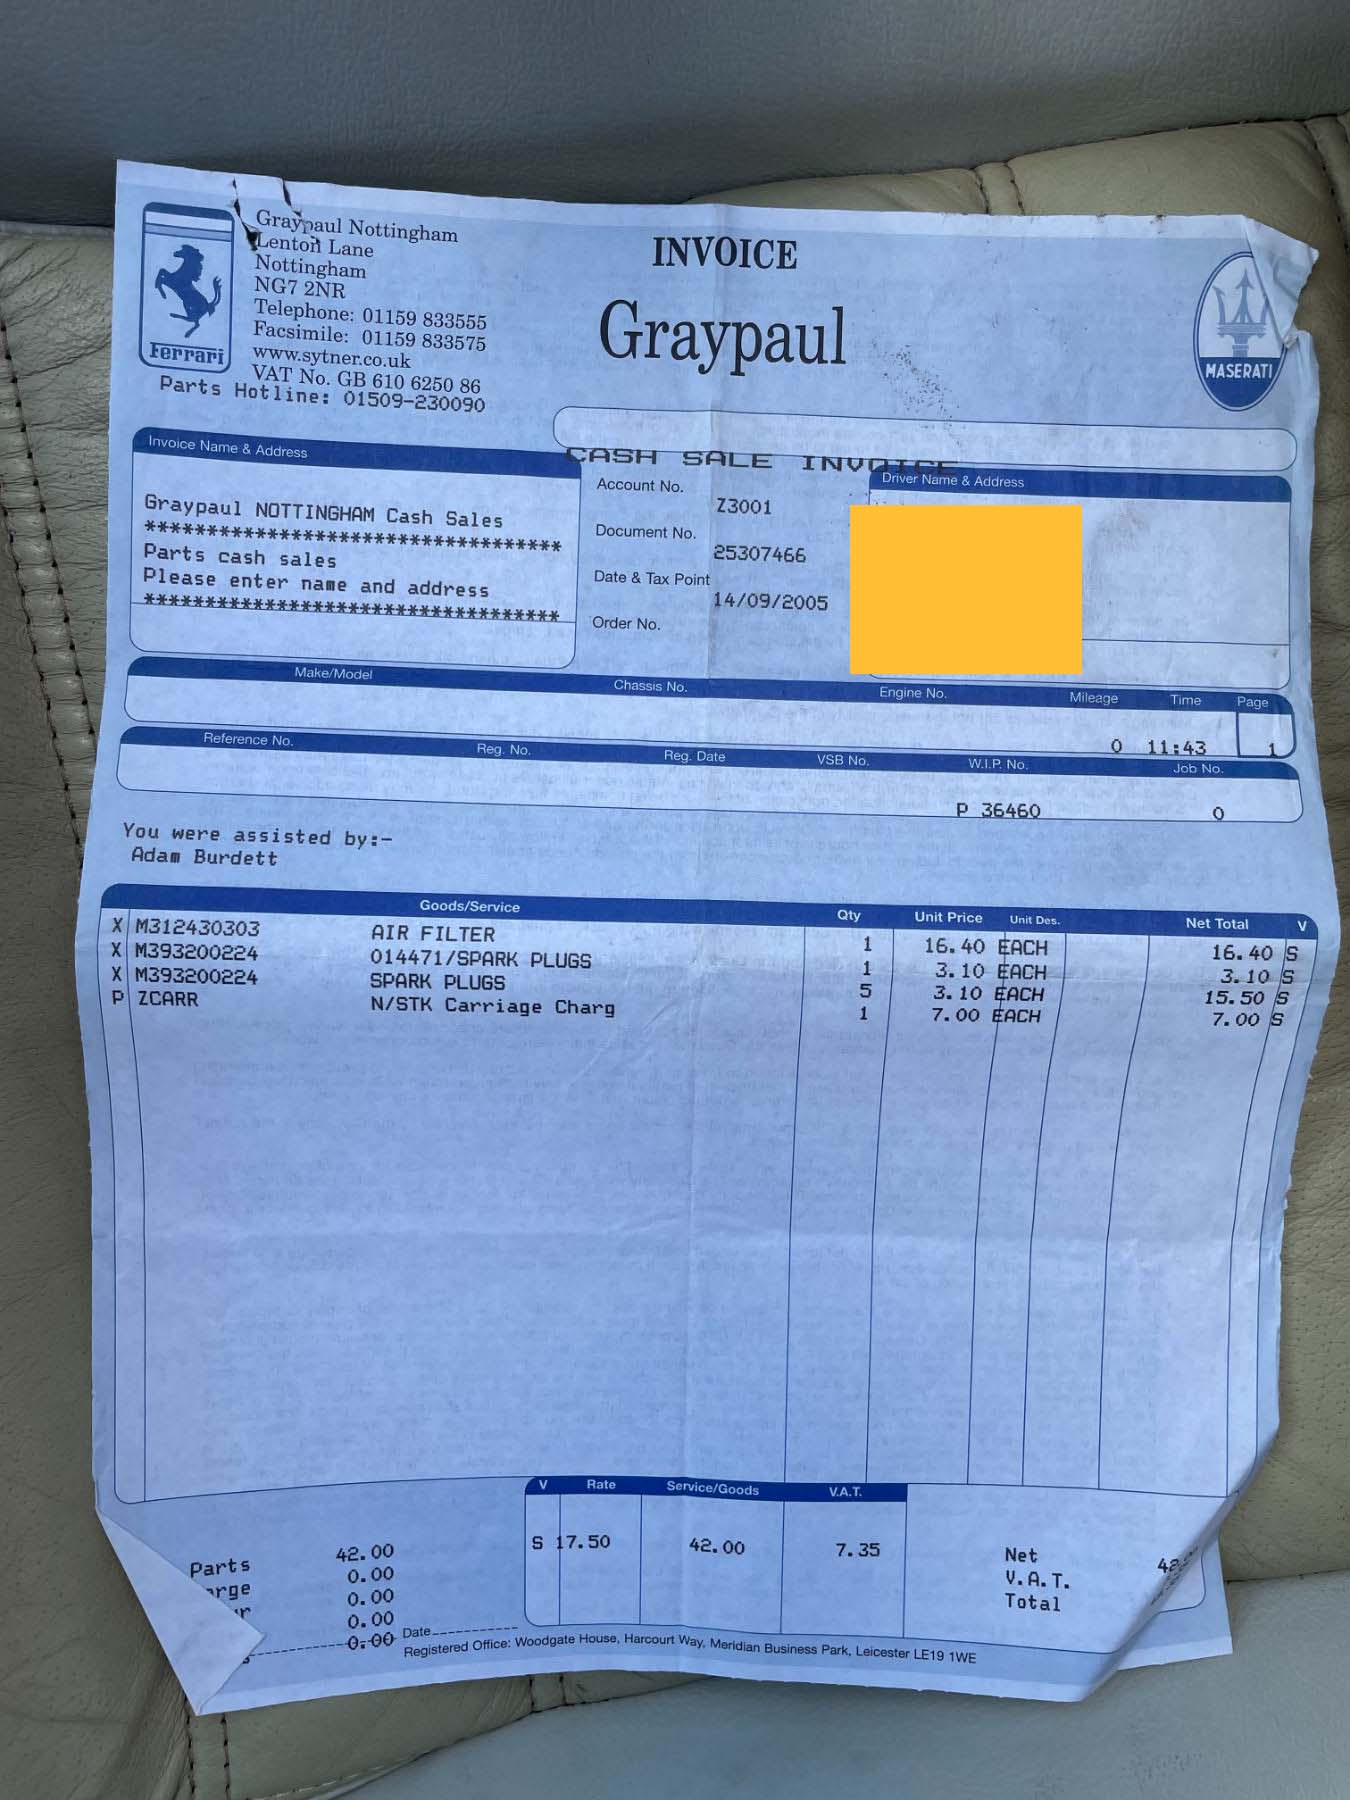 Ferrari
Graypaul Nottingham
Lenton Lane
Nottingham
NG7 2NR
Telephone: 01159 833555
Facsimile: 01159 833575
www.sytner.co.uk
VAT No. GB 610 6250 86
Parts Hotline: 01509-230090
INVOICE
Graypaul
MASERATI
CASH SALE INVOICE
Invoice Name & Address
Graypaul NOTTINGHAM Cash Sales
**********************************
Parts cash sales
Please enter name and address
**********************************
Account No. Z3001
Document No. 25307466
Date & Tax Point 14/09/2005
Order No.
Driver Name & Address
Make/Model Chassis No. Engine No. Mileage Time Page
0 11:43 1
Reference No. Reg. No. Reg. Date VSB No. W.I.P. No. Job No.
P 36460 0
You were assisted by:-
Adam Burdett
Goods/Service Qty Unit Price Unit Des. Net Total V
X M312430303 AIR FILTER 1 16.40 EACH 16.40 S
X M393200224 014471/SPARK PLUGS 1 3.10 EACH 3.10 S
X M393200224 SPARK PLUGS 5 3.10 EACH 15.50 S
P ZCARR N/STK Carriage Charg 1 7.00 EACH 7.00 S
V Rate Service/Goods V.A.T.
S 17.50 42.00 7.35
Parts 42.00
0.00
0.00
0.00
0.00
Net
V.A.T.
Total
Date
Registered Office: Woodgate House, Harcourt Way, Meridian Business Park, Leicester LE19 1WE